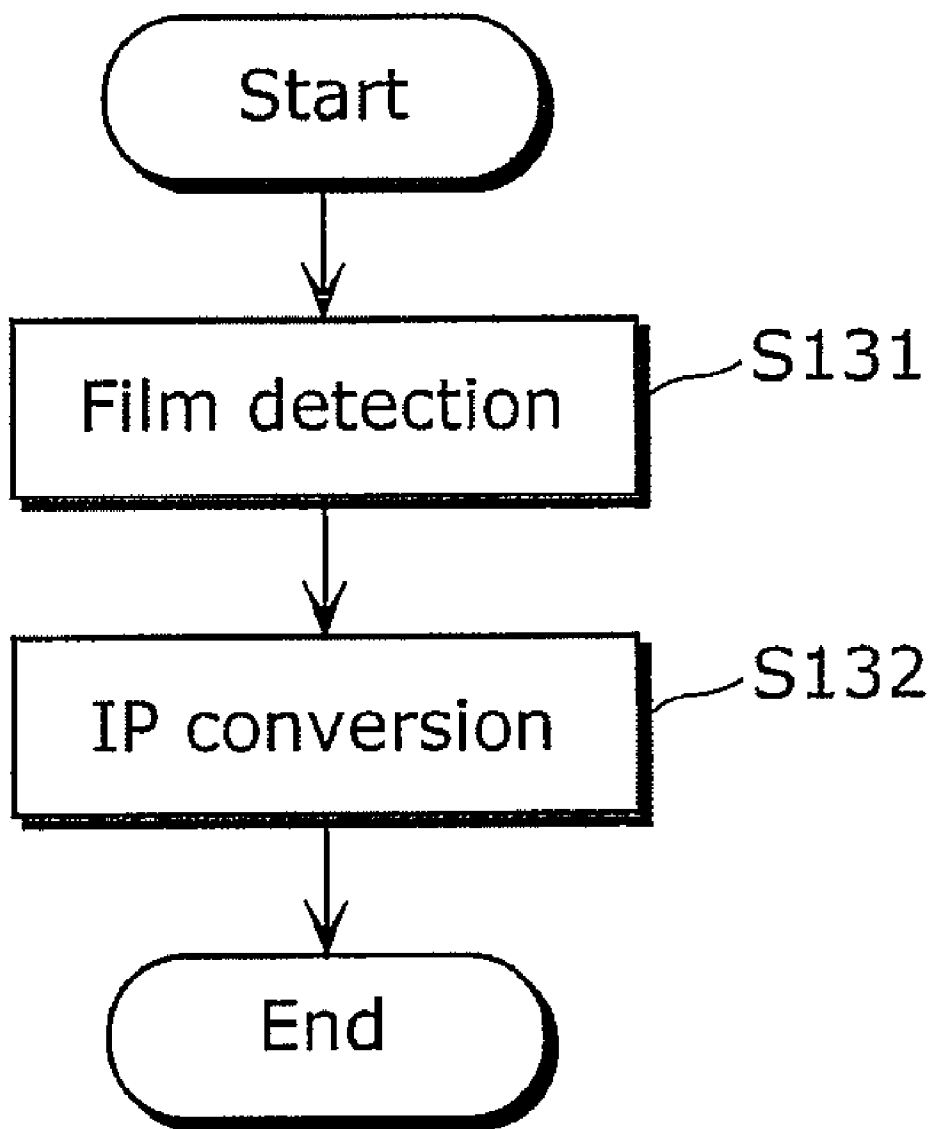 Start
Film detection
S131
IP conversion
S132
End